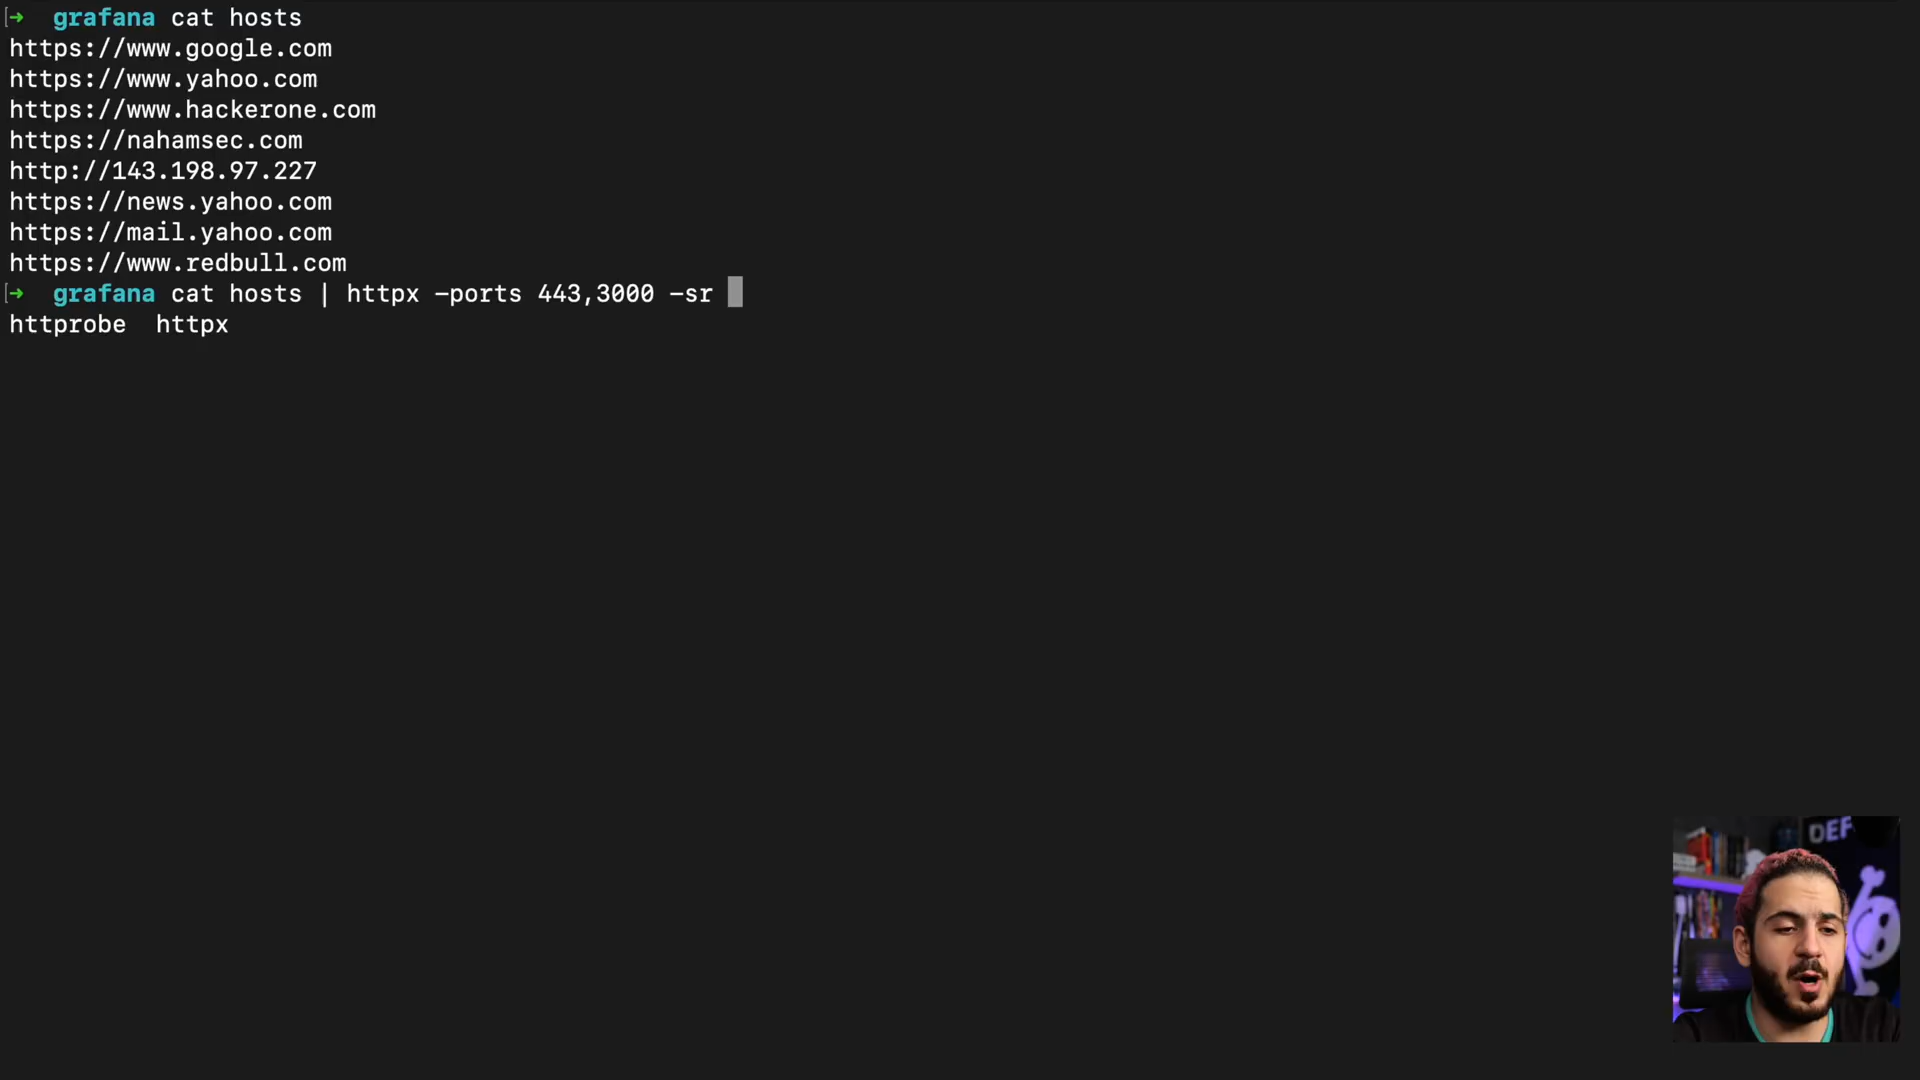 [➜  grafana cat hosts
https://www.google.com
https://www.yahoo.com
https://www.hackerone.com
https://nahamsec.com
http://143.198.97.227
https://news.yahoo.com
https://mail.yahoo.com
https://www.redbull.com
[➜  grafana cat hosts | httpx -ports 443,3000 -sr
httprobe  httpx
DEF